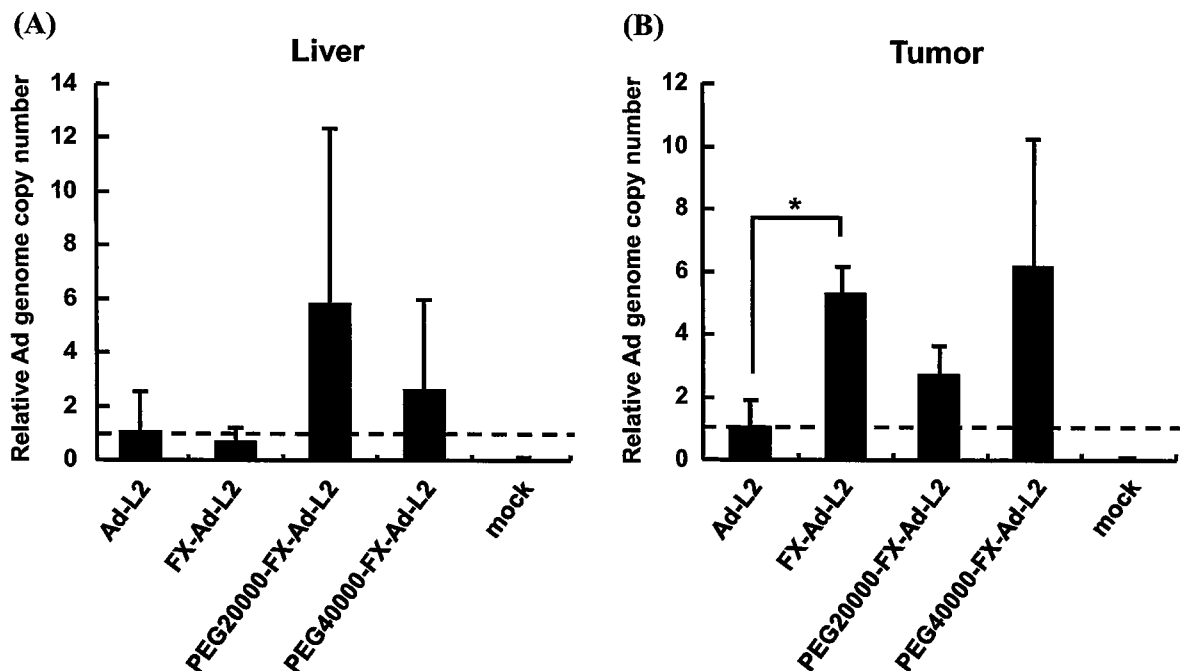 (A)
Liver
Relative Ad genome copy number
14
12
10
8
6
4
2
0
Ad-L2
FX-Ad-L2
PEG20000-FX-Ad-L2
PEG40000-FX-Ad-L2
mock
(B)
Tumor
Relative Ad genome copy number
12
10
8
6
4
2
0
*
Ad-L2
FX-Ad-L2
PEG20000-FX-Ad-L2
PEG40000-FX-Ad-L2
mock